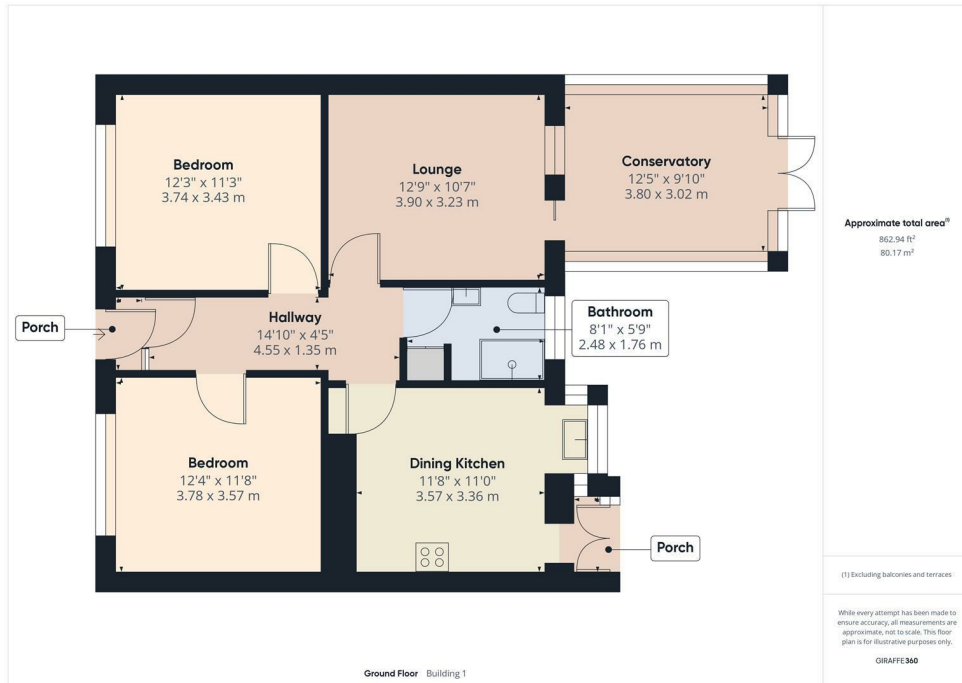 Bedroom
12'3" x 11'3"
3.74 x 3.43 m
Lounge
12'9" x 10'7"
3.90 x 3.23 m
Conservatory
12'5" x 9'10"
3.80 x 3.02 m
Porch
Hallway
14'10" x 4'5"
4.55 x 1.35 m
Bathroom
8'1" x 5'9"
2.48 x 1.76 m
Bedroom
12'4" x 11'8"
3.78 x 3.57 m
Dining Kitchen
11'8" x 11'0"
3.57 x 3.36 m
Porch
Ground Floor Building 1
Approximate total area(1)
862.94 ft²
80.17 m²
(1) Excluding balconies and terraces
While every attempt has been made to
ensure accuracy, all measurements are
approximate, not to scale. This floor
plan is for illustrative purposes only.
GIRAFFE360